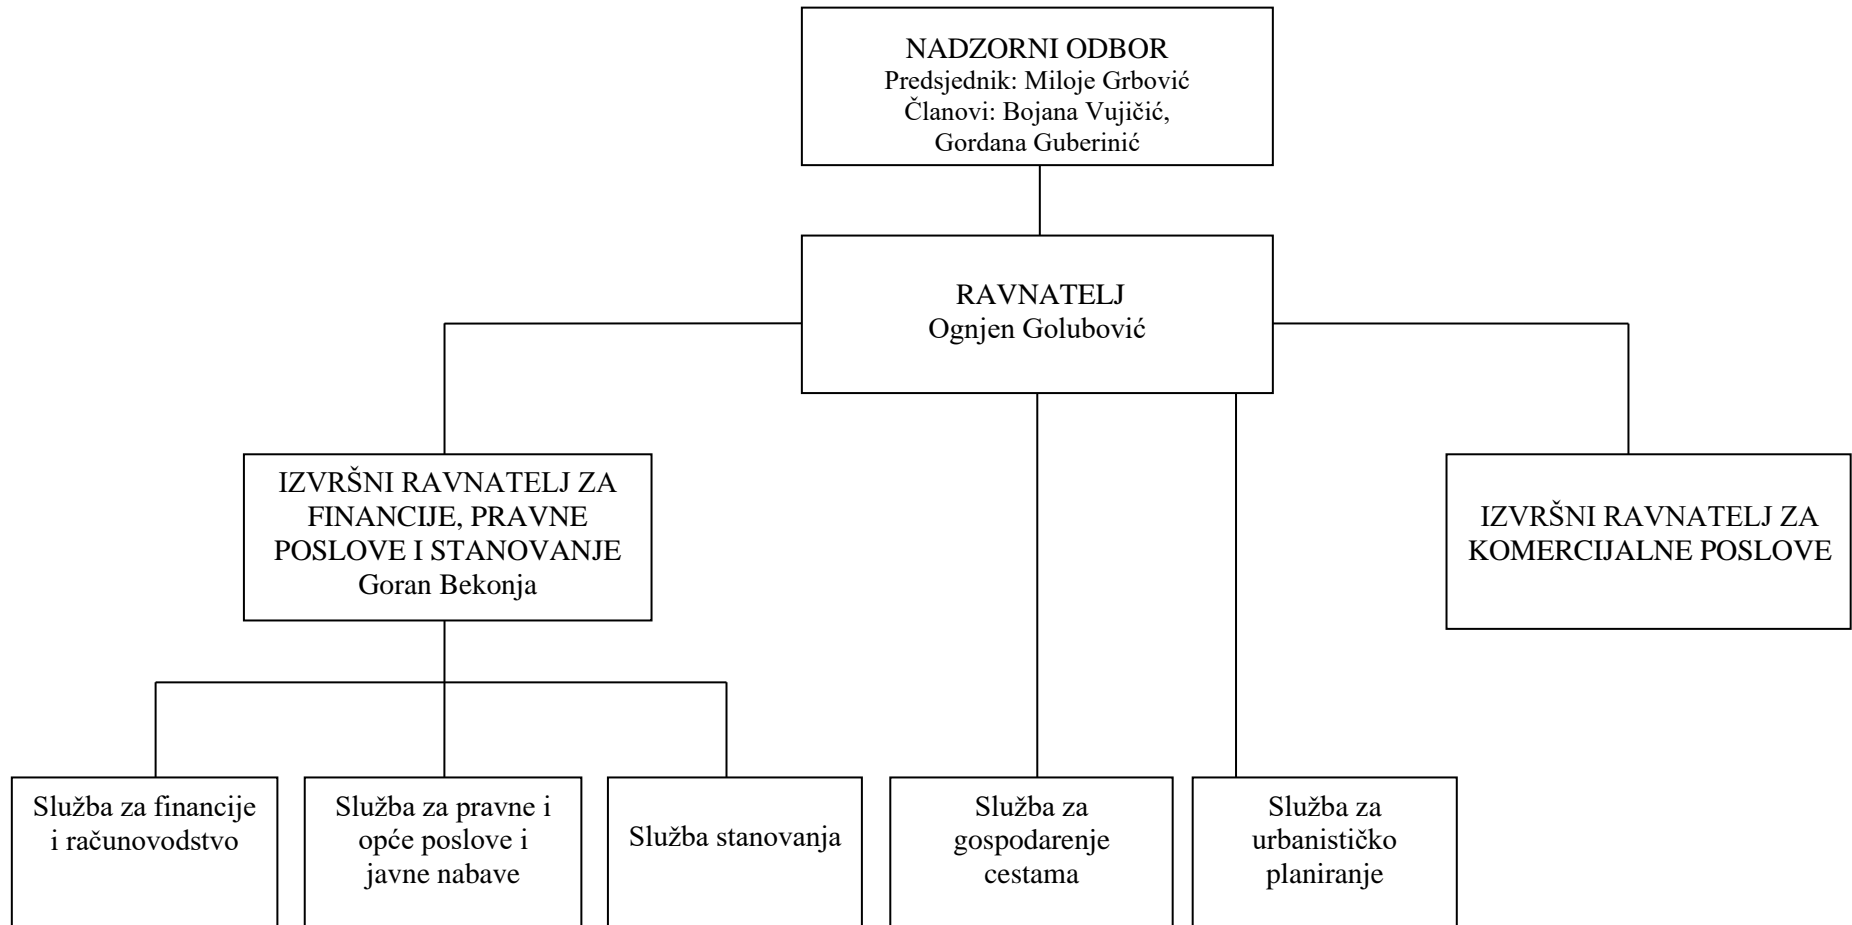 NADZORNI ODBOR
Predsjednik: Miloje Grbović
Članovi: Bojana Vujičić,
Gordana Guberinić
RAVNATELJ
Ognjen Golubović
IZVRŠNI RAVNATELJ ZA
FINANCIJE, PRAVNE
POSLOVE I STANOVANJE
Goran Bekonja
IZVRŠNI RAVNATELJ ZA
KOMERCIJALNE POSLOVE
Služba za financije
i računovodstvo
Služba za pravne i
opće poslove i
javne nabave
Služba stanovanja
Služba za
gospodarenje
cestama
Služba za
urbanističko
planiranje